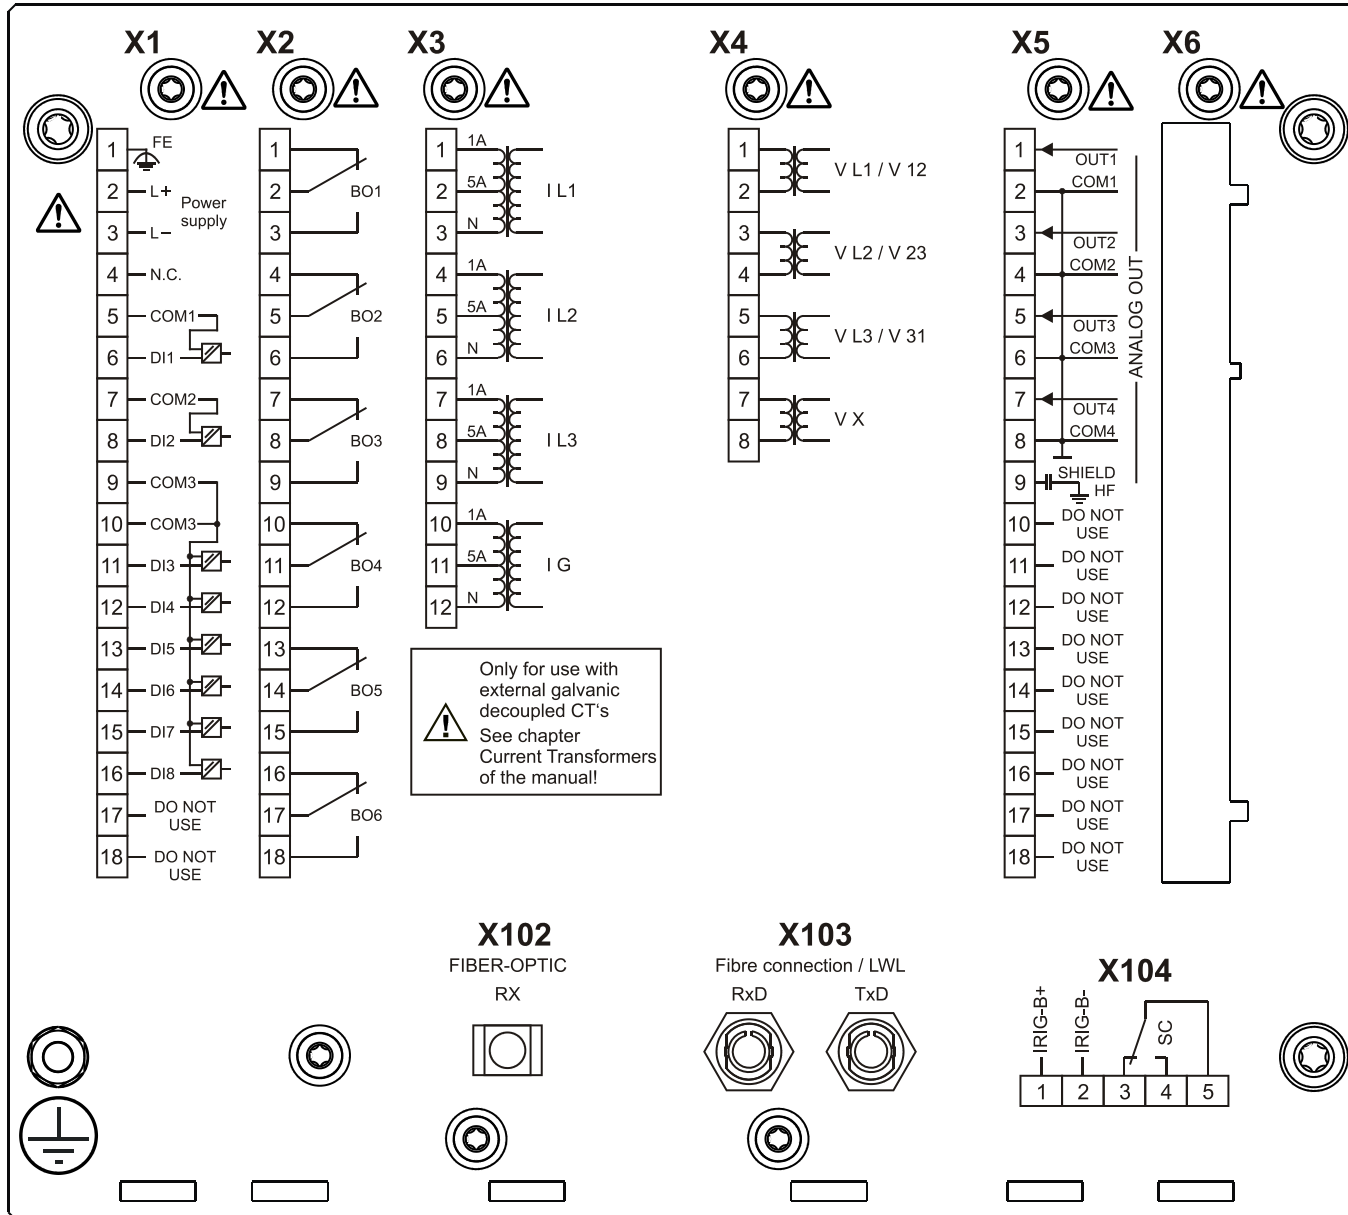 X1
X2
X3
X4
X5
X6
1
FE
2
L+
Power
supply
3
L–
4
N.C.
5
COM1
6
DI1
7
COM2
8
DI2
9
COM3
10
COM3
11
DI3
12
DI4
13
DI5
14
DI6
15
DI7
16
DI8
17
DO NOT
USE
18
DO NOT
USE
1
2
BO1
3
4
5
BO2
6
7
8
BO3
9
10
11
BO4
12
13
14
BO5
15
16
17
BO6
18
1
1A
2
5A
I L1
3
N
4
1A
5
5A
I L2
6
N
7
1A
8
5A
I L3
9
N
10
1A
11
5A
I G
12
N
Only for use with
external galvanic
decoupled CT‘s
See chapter
Current Transformers
of the manual!
1
V L1 / V 12
2
3
V L2 / V 23
4
5
V L3 / V 31
6
7
V X
8
1
OUT1
2
COM1
3
OUT2
4
COM2
5
OUT3
6
COM3
7
OUT4
8
COM4
ANALOG OUT
9
SHIELD
HF
10
DO NOT
USE
11
DO NOT
USE
12
DO NOT
USE
13
DO NOT
USE
14
DO NOT
USE
15
DO NOT
USE
16
DO NOT
USE
17
DO NOT
USE
18
DO NOT
USE
X102
FIBER-OPTIC
RX
X103
Fibre connection / LWL
RxD
TxD
X104
IRIG-B+
IRIG-B-
SC
1
2
3
4
5